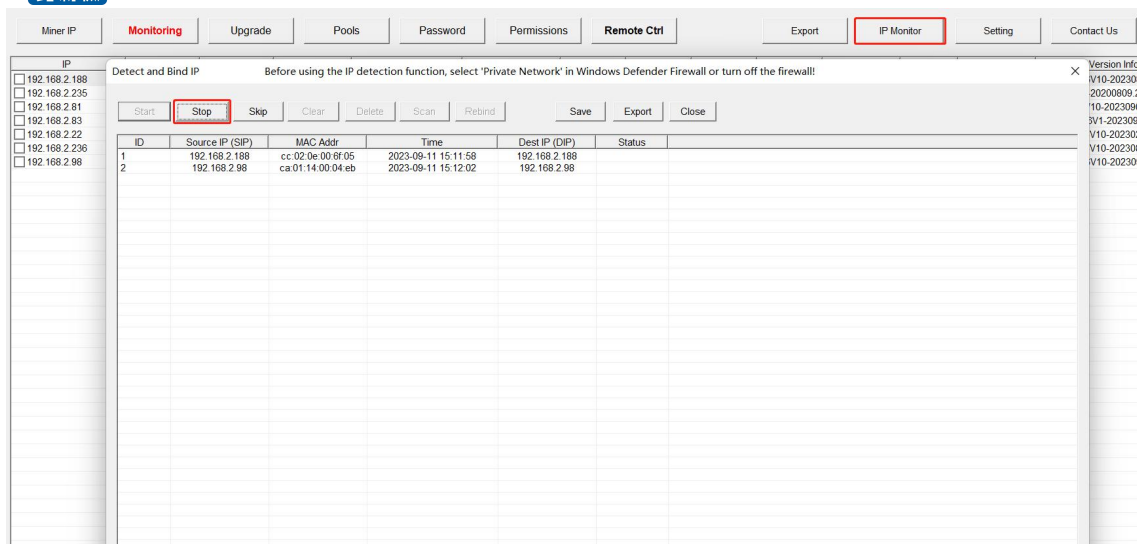 Miner IP Monitoring Upgrade Pools Password Permissions Remote Ctrl Export IP Monitor Setting Contact Us
IP Version Info
Detect and Bind IP Before using the IP detection function, select 'Private Network' in Windows Defender Firewall or turn off the firewall!
Start Stop Skip Clear Delete Scan Rebind Save Export Close
ID Source IP (SIP) MAC Addr Time Dest IP (DIP) Status
1 192.168.2.188 cc:02:0e:00:6f:05 2023-09-11 15:11:58 192.168.2.188
2 192.168.2.98 ca:01:14:00:04:eb 2023-09-11 15:12:02 192.168.2.98
192.168.2.188
192.168.2.235
192.168.2.81
192.168.2.83
192.168.2.22
192.168.2.236
192.168.2.98